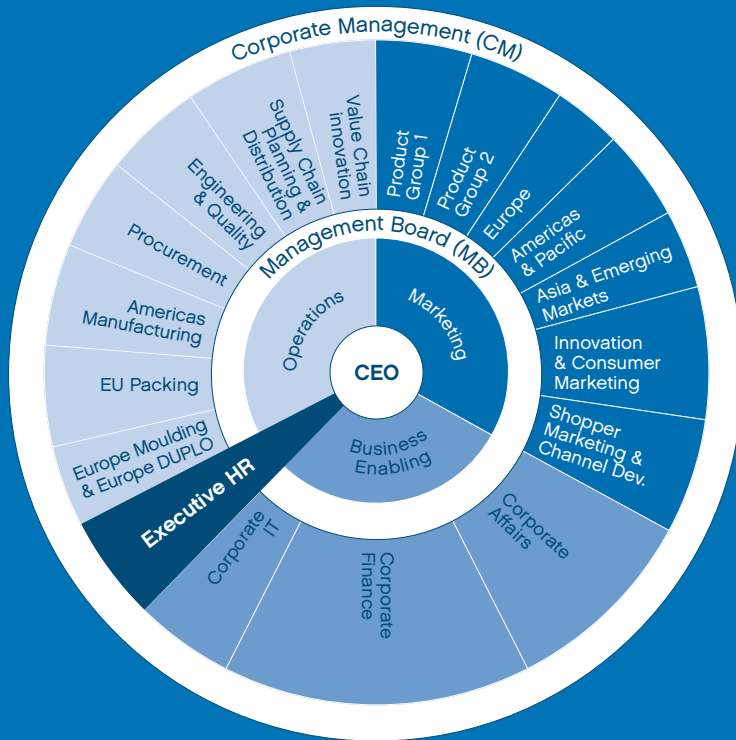 Corporate Management (CM)
Value Chain
innovation
Supply Chain
Planning &
Distribution
Engineering
& Quality
Procurement
Americas
Manufacturing
EU Packing
Europe Moulding
& Europe DUPLO
Product
Group 1
Product
Group 2
Europe
Americas
& Pacific
Asia & Emerging
Markets
Innovation
& Consumer
Marketing
Shopper
Marketing &
Channel Dev.
Management Board (MB)
Operations
Marketing
CEO
Business
Enabling
Executive HR
Corporate
IT
Corporate
Finance
Corporate
Affairs